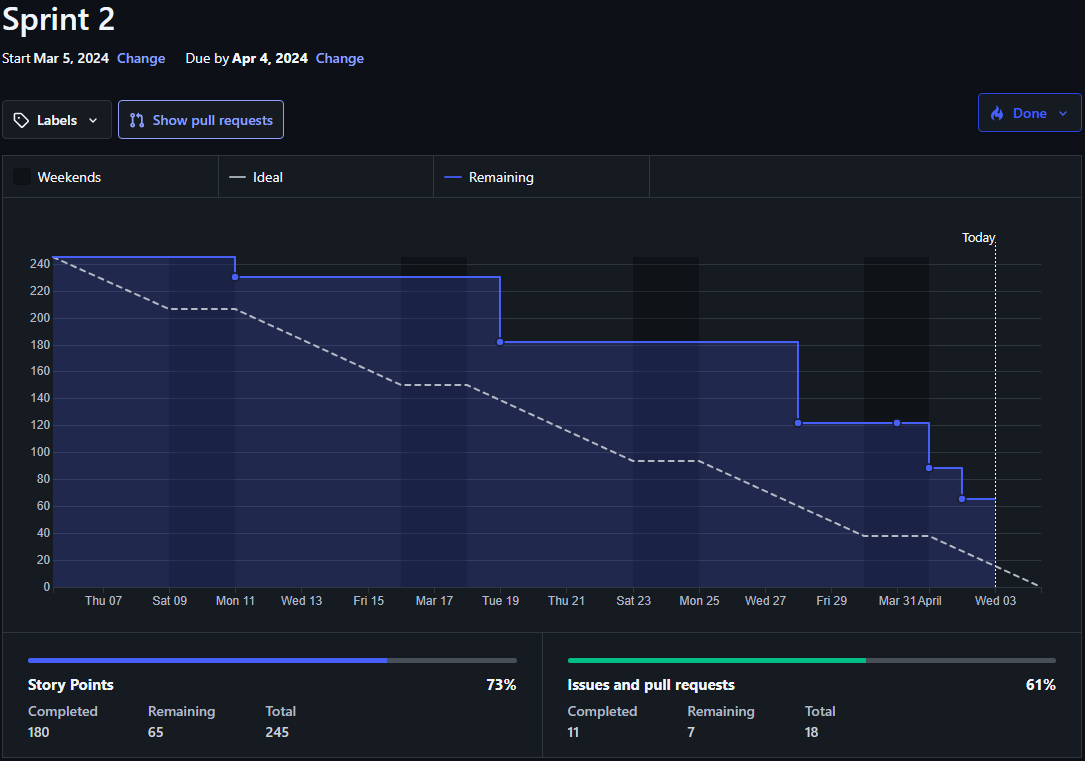 Sprint 2
Start Mar 5, 2024 Change Due by Apr 4, 2024 Change
Labels Show pull requests Done
Weekends Ideal Remaining
Today
240
220
200
180
160
140
120
100
80
60
40
20
0
Thu 07 Sat 09 Mon 11 Wed 13 Fri 15 Mar 17 Tue 19 Thu 21 Sat 23 Mon 25 Wed 27 Fri 29 Mar 31 April Wed 03
Story Points 73% Issues and pull requests 61%
Completed Remaining Total Completed Remaining Total
180 65 245 11 7 18